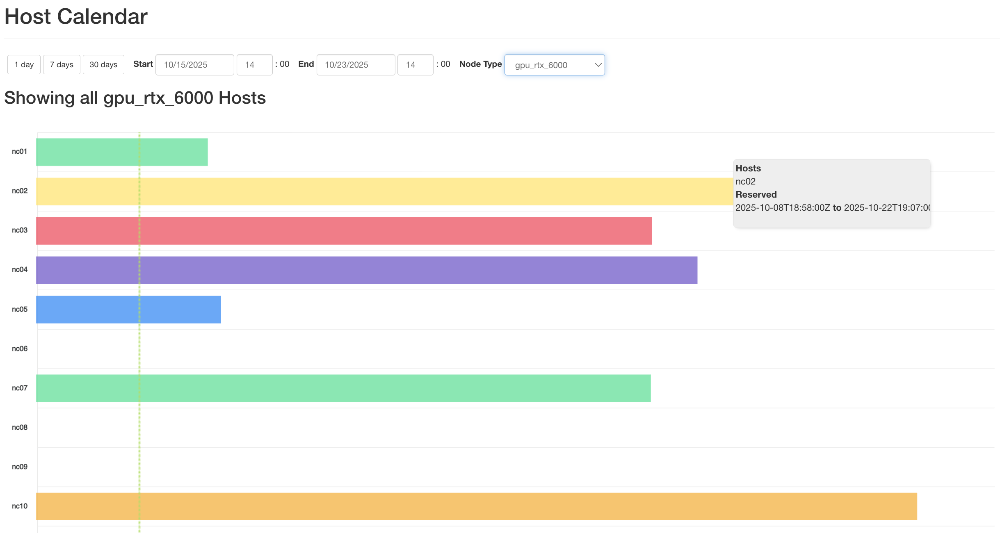 Host Calendar
1 day 7 days 30 days Start 10/15/2025 14 : 00 End 10/23/2025 14 : 00 Node Type gpu_rtx_6000
Showing all gpu_rtx_6000 Hosts
nc01
Hosts
nc02
Reserved
2025-10-08T18:58:00Z to 2025-10-22T19:07:00
nc02
nc03
nc04
nc05
nc06
nc07
nc08
nc09
nc10